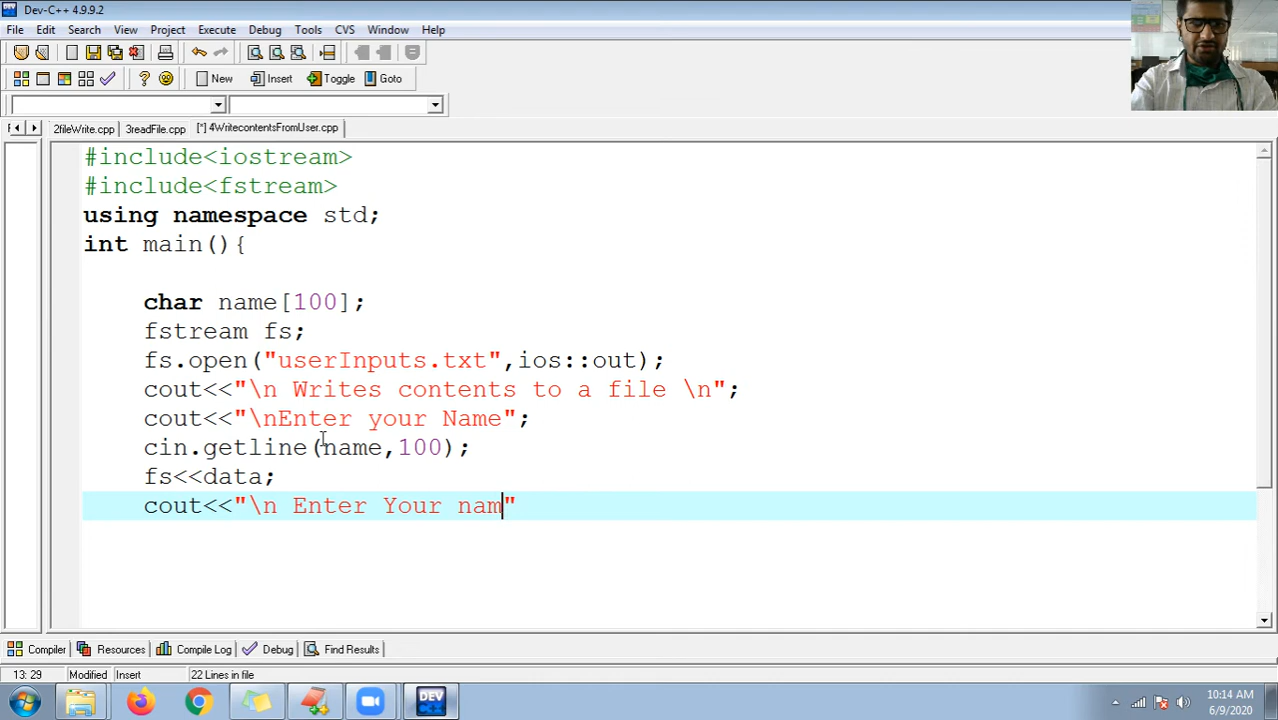 Dev-C++ 4.9.9.2
File Edit Search View Project Execute Debug Tools CVS Window Help
New Insert Toggle Goto
2fileWrite.cpp 3readFile.cpp [*] 4WritecontentsFromUser.cpp
#include<iostream>
#include<fstream>
using namespace std;
int main(){
char name[100];
fstream fs;
fs.open("userInputs.txt",ios::out);
cout<<"\n Writes contents to a file \n";
cout<<"\nEnter your Name";
cin.getline(name,100);
fs<<data;
cout<<"\n Enter Your nam"
Compiler Resources Compile Log Debug Find Results
13: 29 Modified Insert 22 Lines in file
DEV C++ 10:14 AM
6/9/2020